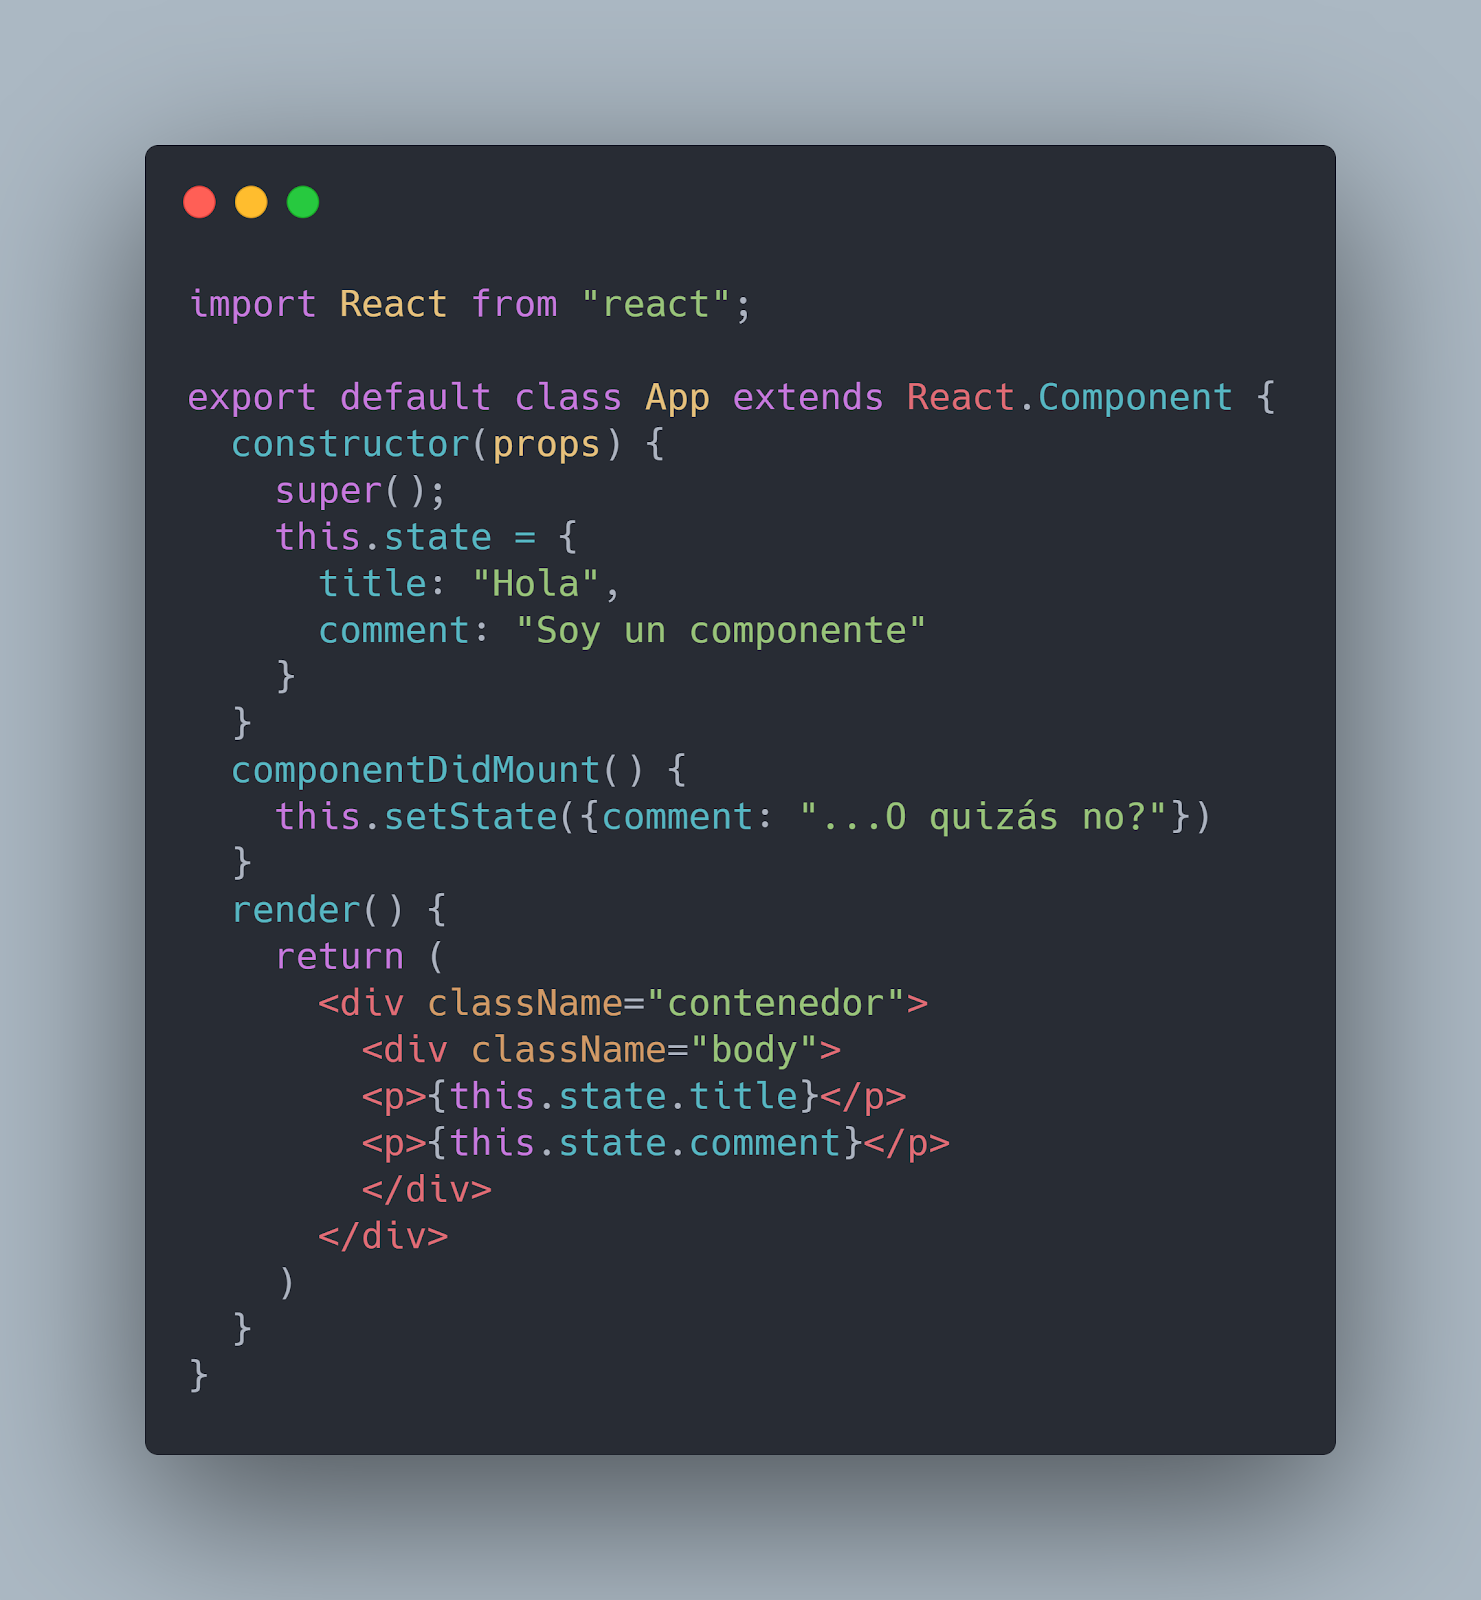 import React from "react";

export default class App extends React.Component {
  constructor(props) {
    super();
    this.state = {
      title: "Hola",
      comment: "Soy un componente"
    }
  }
  componentDidMount() {
    this.setState({comment: "...O quizás no?"})
  }
  render() {
    return (
      <div className="contenedor">
        <div className="body">
        <p>{this.state.title}</p>
        <p>{this.state.comment}</p>
        </div>
      </div>
    )
  }
}